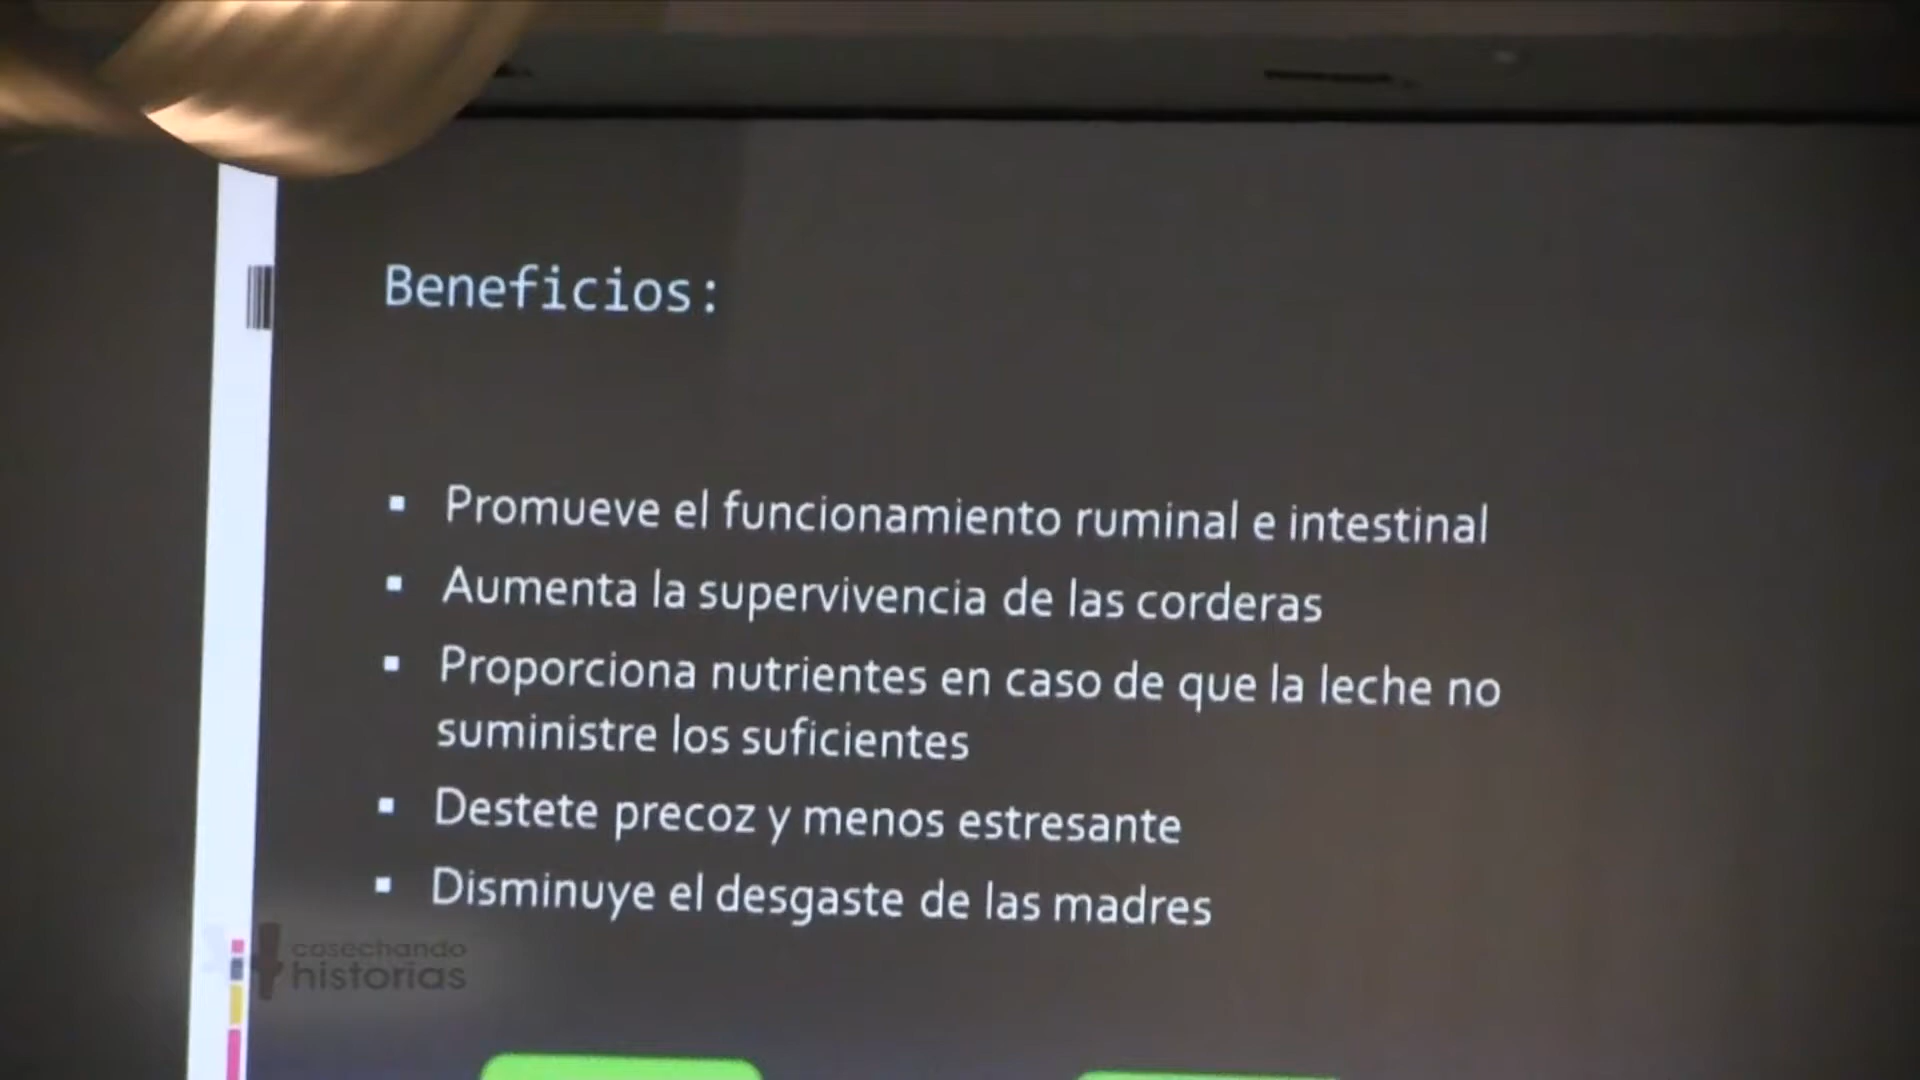 Beneficios:
Promueve el funcionamiento ruminal e intestinal
Aumenta la supervivencia de las corderas
Proporciona nutrientes en caso de que la leche no
suministre los suficientes
Destete precoz y menos estresante
Disminuye el desgaste de las madres
cosechando
historias